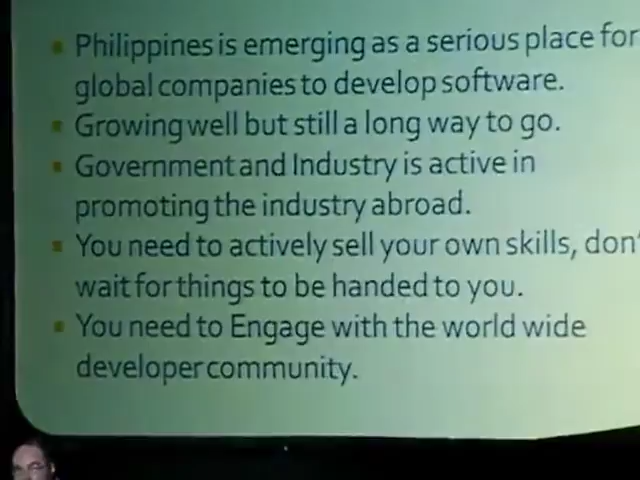 Philippines is emerging as a serious place for
global companies to develop software.
Growing well but still a long way to go.
Government and Industry is active in
promoting the industry abroad.
You need to actively sell your own skills, don'
wait for things to be handed to you.
You need to Engage with the world wide
developer community.